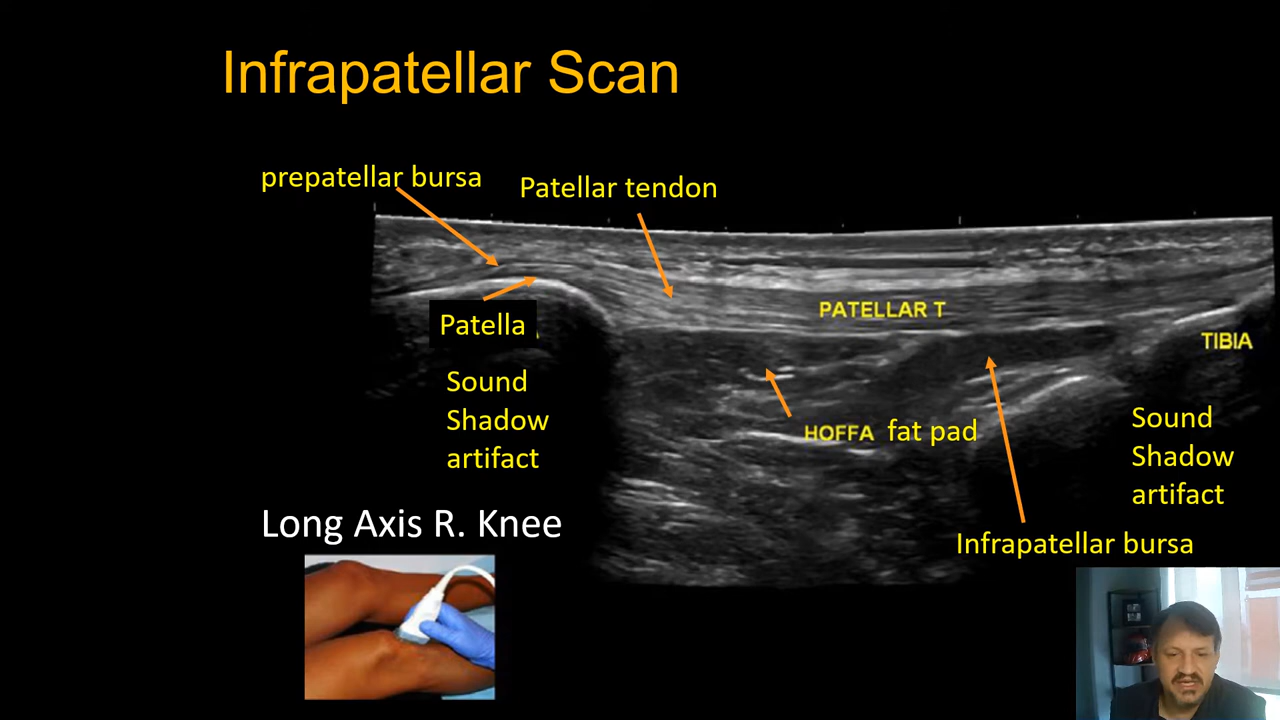 Infrapatellar Scan
prepatellar bursa
Patellar tendon
PATELLAR T
Patella
TIBIA
Sound
Shadow
artifact
HOFFA fat pad
Sound
Shadow
artifact
Long Axis R. Knee
Infrapatellar bursa